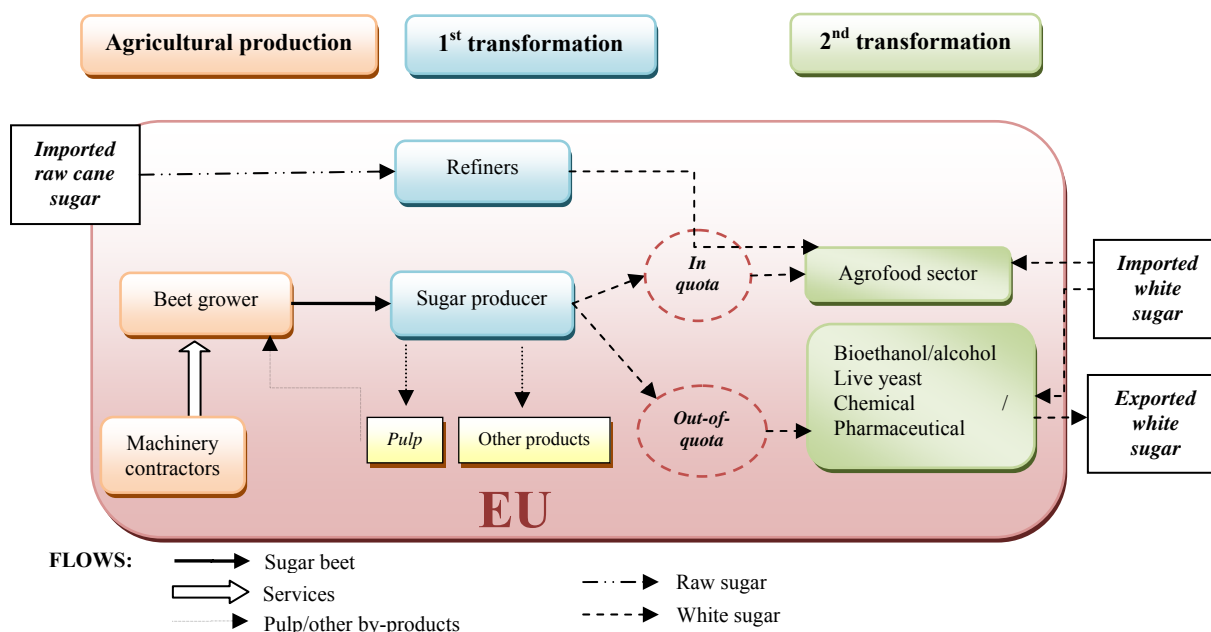 Agricultural production
1st transformation
2nd transformation
Imported
raw cane
sugar
Refiners
In
quota
Agrofood sector
Imported
white
sugar
Beet grower
Sugar producer
Bioethanol/alcohol
Live yeast
Chemical /
Pharmaceutical
Exported
white
sugar
Machinery
contractors
Pulp
Other products
Out-of-
quota
EU
FLOWS:
Sugar beet
Services
Pulp/other by-products
Raw sugar
White sugar